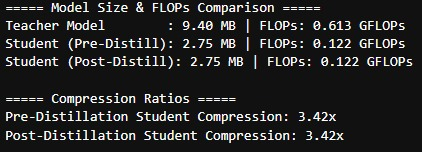 ===== Model Size & FLOPs Comparison =====
Teacher Model         : 9.40 MB | FLOPs: 0.613 GFLOPs
Student (Pre-Distill): 2.75 MB | FLOPs: 0.122 GFLOPs
Student (Post-Distill): 2.75 MB | FLOPs: 0.122 GFLOPs
===== Compression Ratios =====
Pre-Distillation Student Compression: 3.42x
Post-Distillation Student Compression: 3.42x